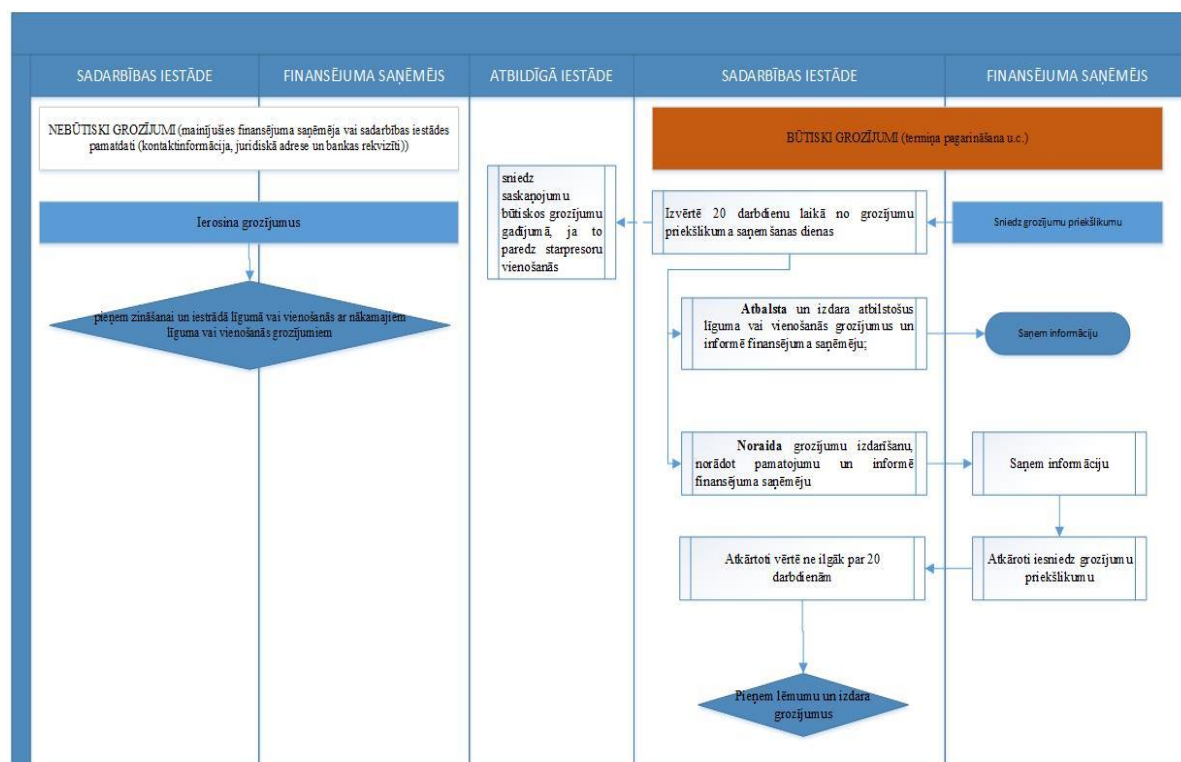 SADARBĪBAS IESTĀDE
FINANSĒJUMA SAŅĒMĒJS
ATBILDĪGĀ IESTĀDE
SADARBĪBAS IESTĀDE
FINANSĒJUMA SAŅĒMĒJS
NEBŪTISKI GROZĪJUMI (mainījušies finansējuma saņēmēja vai sadarbības iestādes
pamatdati (kontaktinformācija, juridiskā adrese un bankas rekvizīti))
Ierosina grozījumus
pieņem zināšanai un iestrādā līgumā vai vienošanās ar nākamajiem
līguma vai vienošanās grozījumiem
sniedz
saskaņojumu
būtiskos grozījumu
gadījumā, ja to
paredz starpresoru
vienošanās
BŪTISKI GROZĪJUMI (termiņa pagarināšana u.c.)
Izvērtē 20 darbdienu laikā no grozījumu
priekšlikuma saņemšanas dienas
Sniedz grozījumu priekšlikumu
Atbalsta un izdara atbilstošus
līguma vai vienošanās grozījumus un
informē finansējuma saņēmēju;
Saņem informāciju
Noraida grozījumu izdarīšanu,
norādot pamatojumu un informē
finansējuma saņēmēju
Saņem informāciju
Atkārtoti vērtē ne ilgāk par 20
darbdienām
Atkāroti iesniedz grozījumu
priekšlikumu
Pieņem lēmumu un izdara
grozījumus